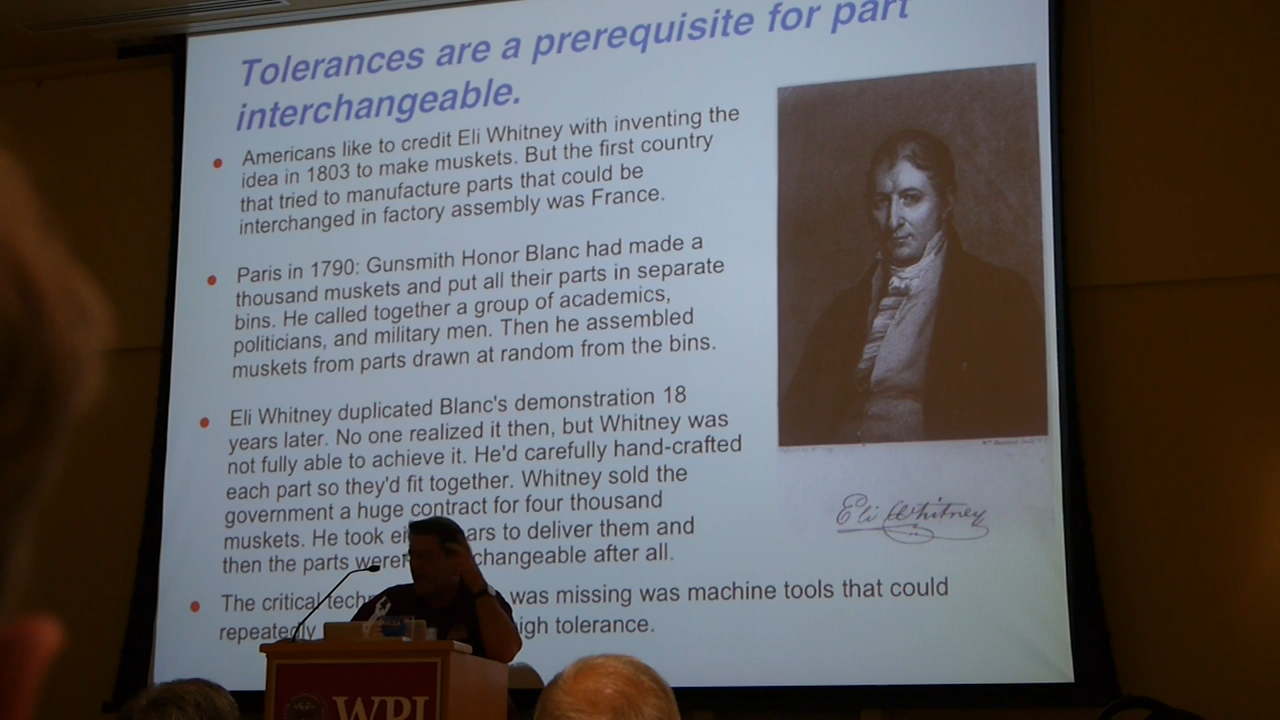 Tolerances are a prerequisite for part
interchangeable.
Americans like to credit Eli Whitney with inventing the
idea in 1803 to make muskets. But the first country
that tried to manufacture parts that could be
interchanged in factory assembly was France.
Paris in 1790: Gunsmith Honor Blanc had made a
thousand muskets and put all their parts in separate
bins. He called together a group of academics,
politicians, and military men. Then he assembled
muskets from parts drawn at random from the bins.
Eli Whitney duplicated Blanc's demonstration 18
years later. No one realized it then, but Whitney was
not fully able to achieve it. He'd carefully hand-crafted
each part so they'd fit together. Whitney sold the
government a huge contract for four thousand
muskets. He took to deliver them and
then the parts after all.
The critical was missing was machine tools that could
repeatedly tolerance.
Eli Whitney
WPI